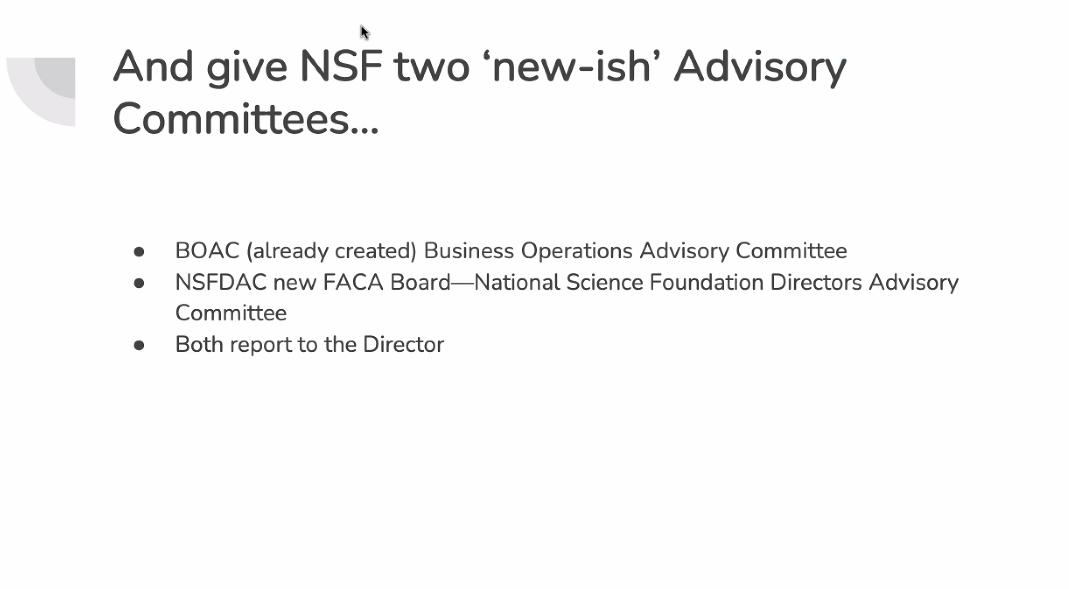 And give NSF two ‘new-ish’ Advisory
Committees...
● BOAC (already created) Business Operations Advisory Committee
● NSFDAC new FACA Board—National Science Foundation Directors Advisory
Committee
● Both report to the Director